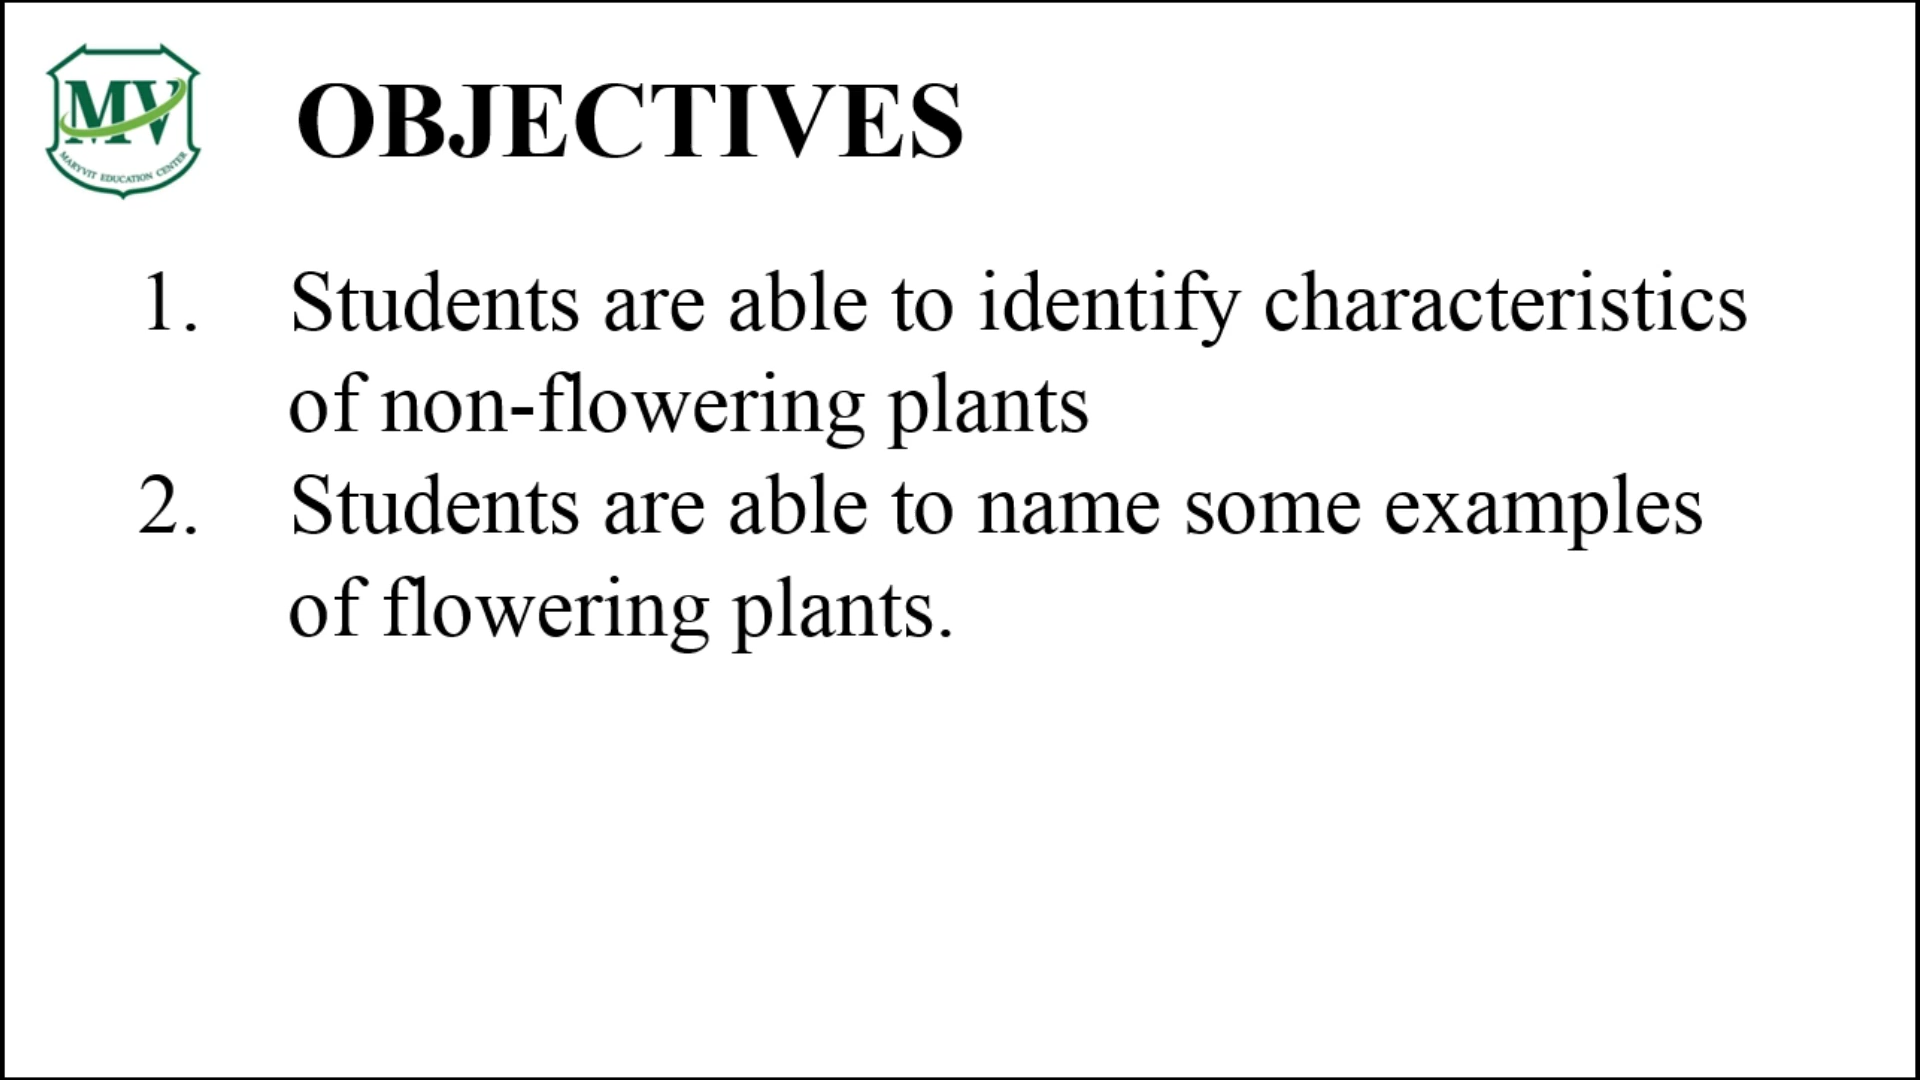 MV
MARYVIT EDUCATION CENTER
OBJECTIVES
1. Students are able to identify characteristics
of non-flowering plants
2. Students are able to name some examples
of flowering plants.